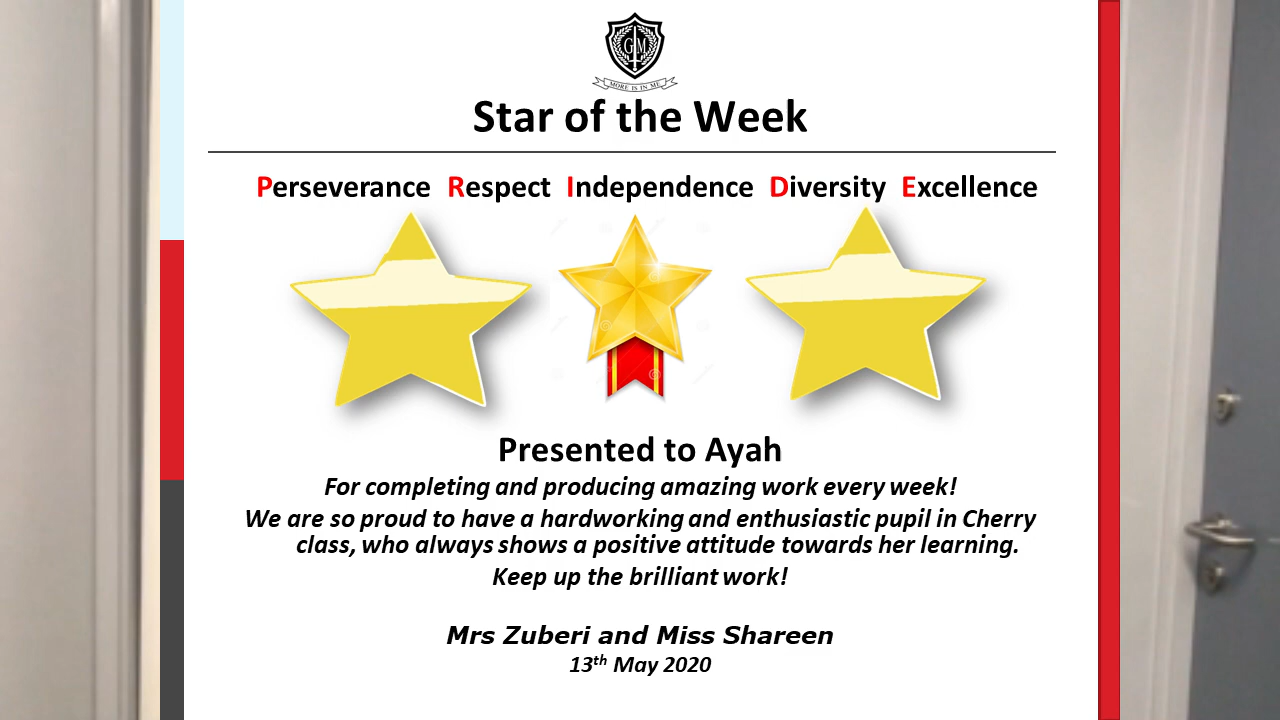 GM
MORE IS IN ME
Star of the Week
Perseverance Respect Independence Diversity Excellence
Presented to Ayah
For completing and producing amazing work every week!
We are so proud to have a hardworking and enthusiastic pupil in Cherry
class, who always shows a positive attitude towards her learning.
Keep up the brilliant work!
Mrs Zuberi and Miss Shareen
13th May 2020